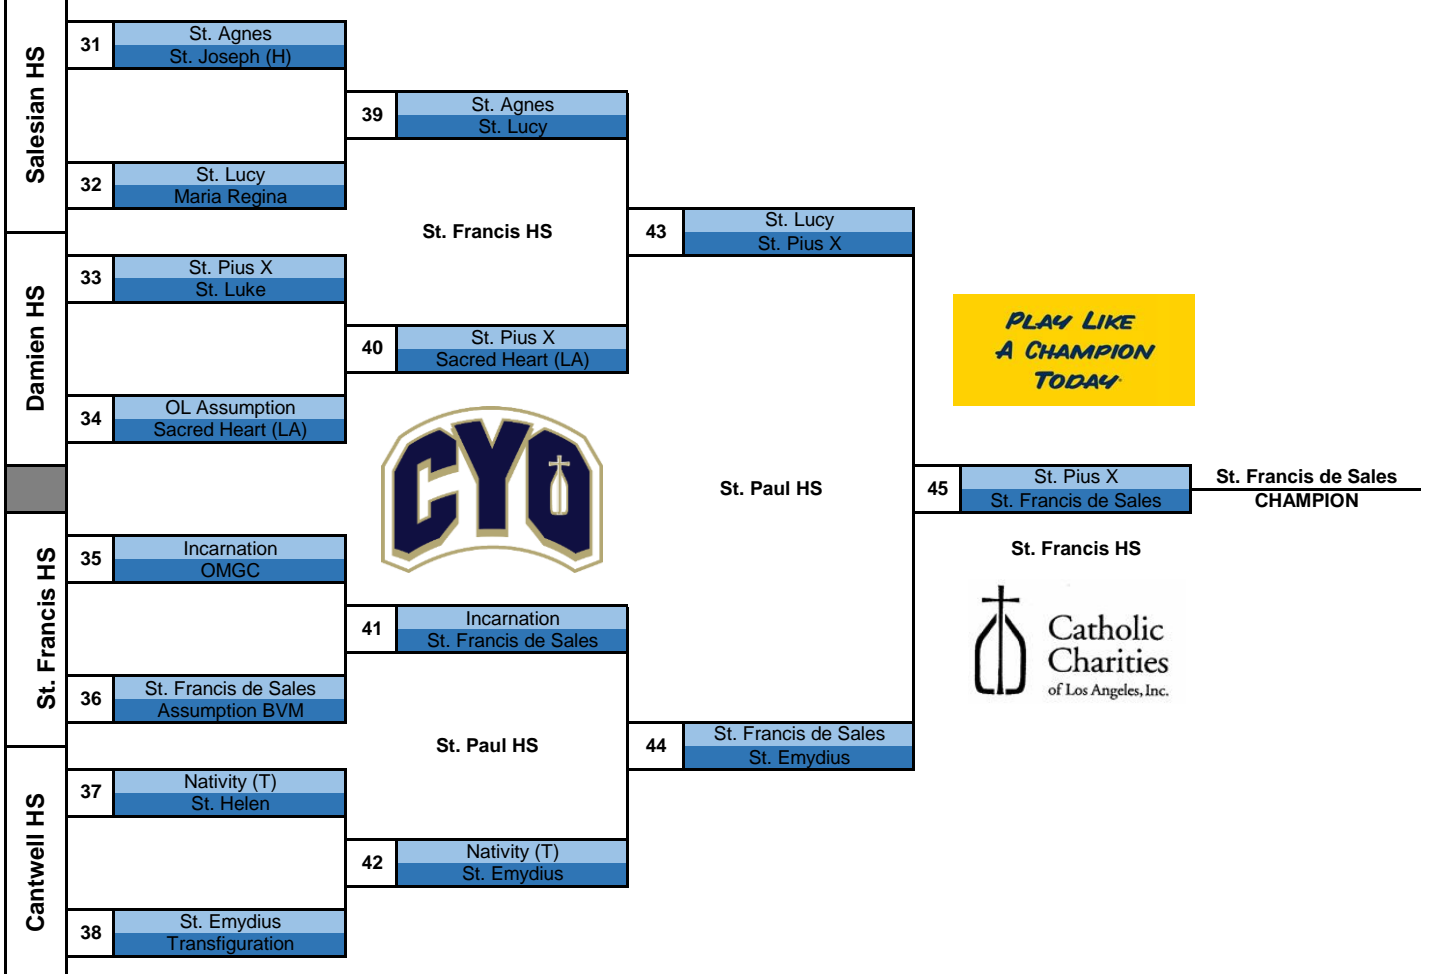 Salesian HS
31
St. Agnes
St. Joseph (H)
39
St. Agnes
St. Lucy
32
St. Lucy
Maria Regina
St. Francis HS
43
St. Lucy
St. Pius X
Damien HS
33
St. Pius X
St. Luke
40
St. Pius X
Sacred Heart (LA)
34
OL Assumption
Sacred Heart (LA)
PLAY LIKE
A CHAMPION
TODAY
CYO
St. Paul HS
45
St. Pius X
St. Francis de Sales
St. Francis de Sales
CHAMPION
St. Francis HS
St. Francis HS
35
Incarnation
OMGC
41
Incarnation
St. Francis de Sales
36
St. Francis de Sales
Assumption BVM
Catholic
Charities
of Los Angeles, Inc.
St. Paul HS
44
St. Francis de Sales
St. Emydius
Cantwell HS
37
Nativity (T)
St. Helen
42
Nativity (T)
St. Emydius
38
St. Emydius
Transfiguration